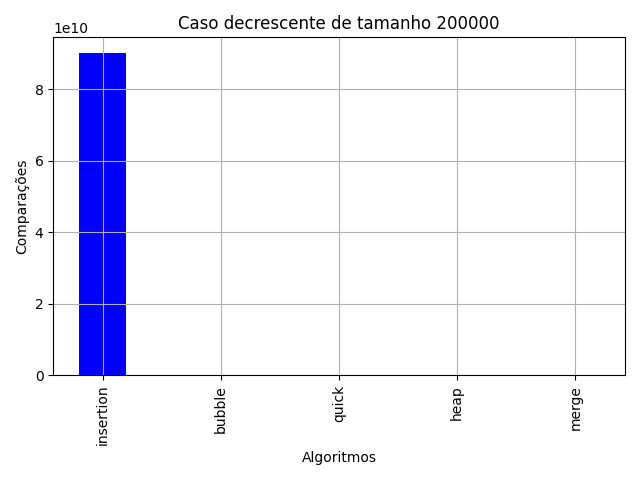 Caso decrescente de tamanho 200000
1e10
8
6
4
2
0
Comparações
insertion
bubble
quick
heap
merge
Algoritmos